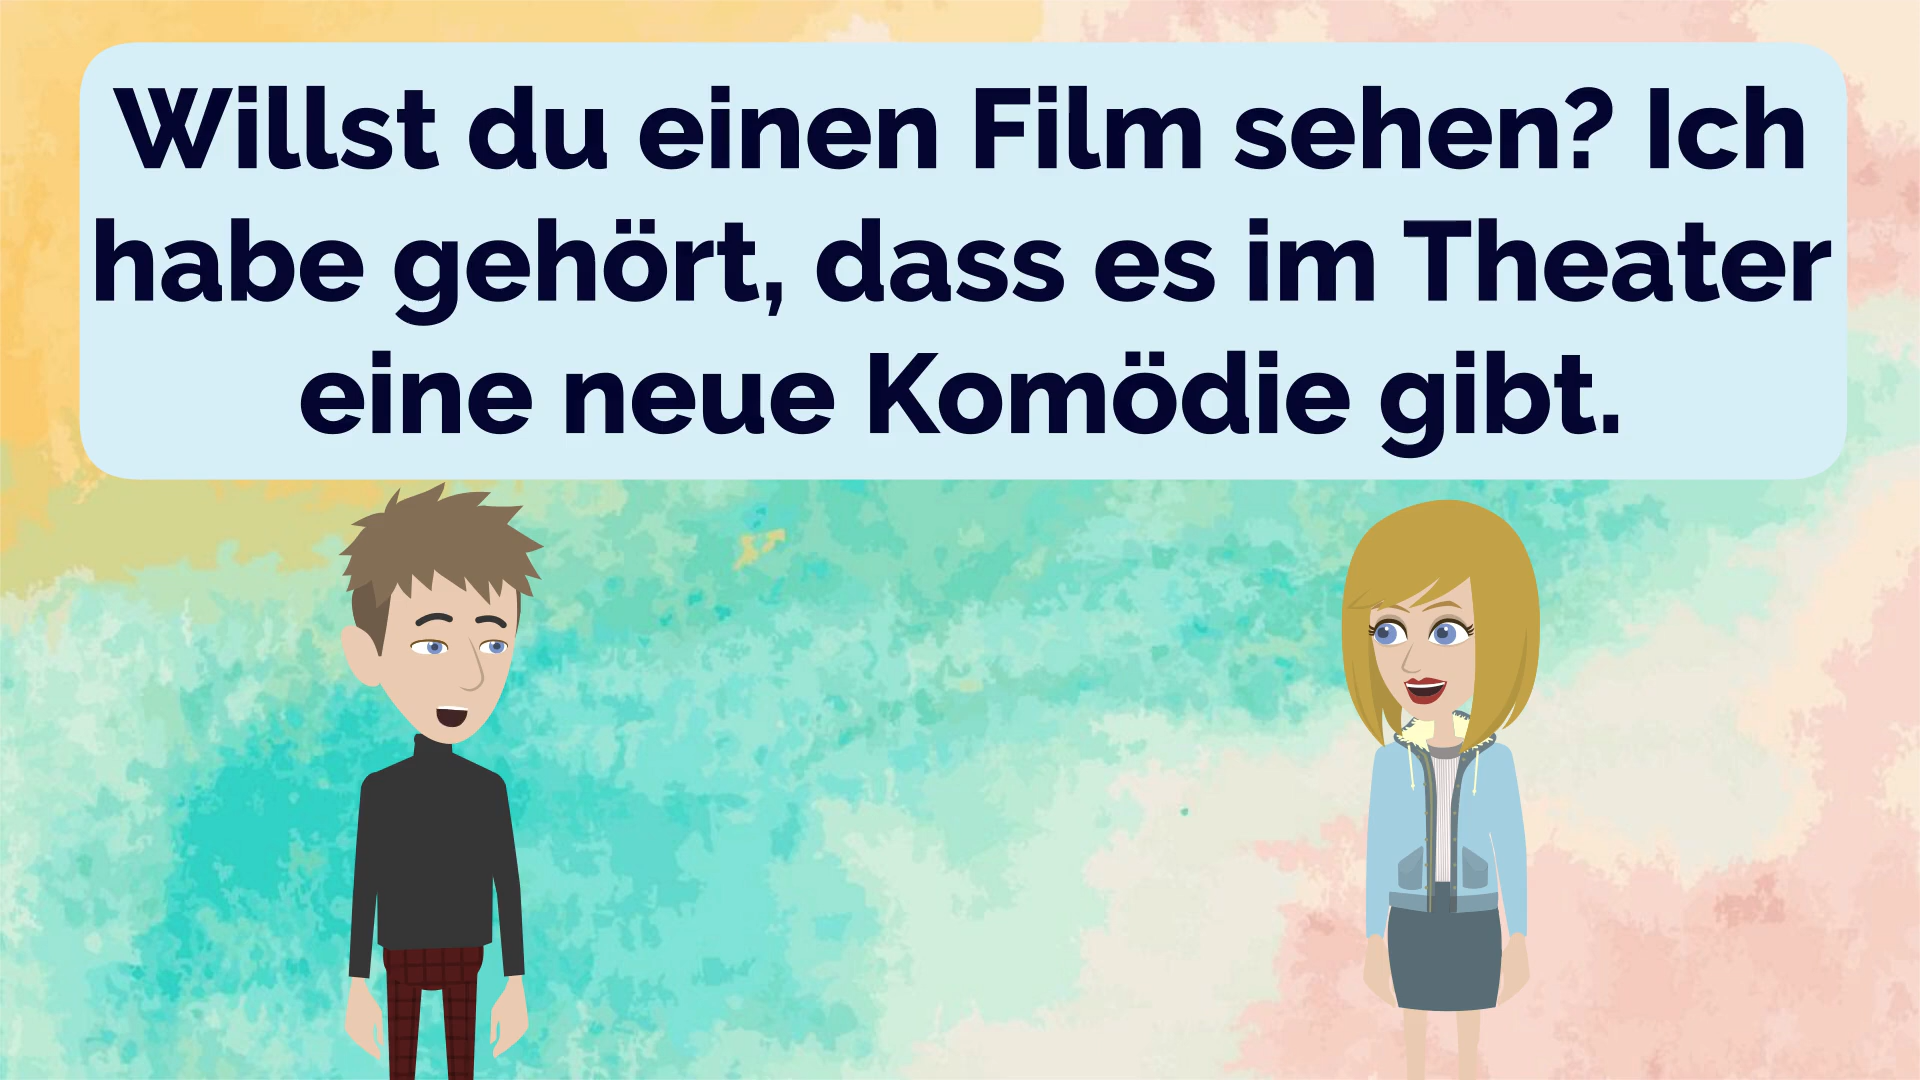 Willst du einen Film sehen? Ich
habe gehört, dass es im Theater
eine neue Komödie gibt.